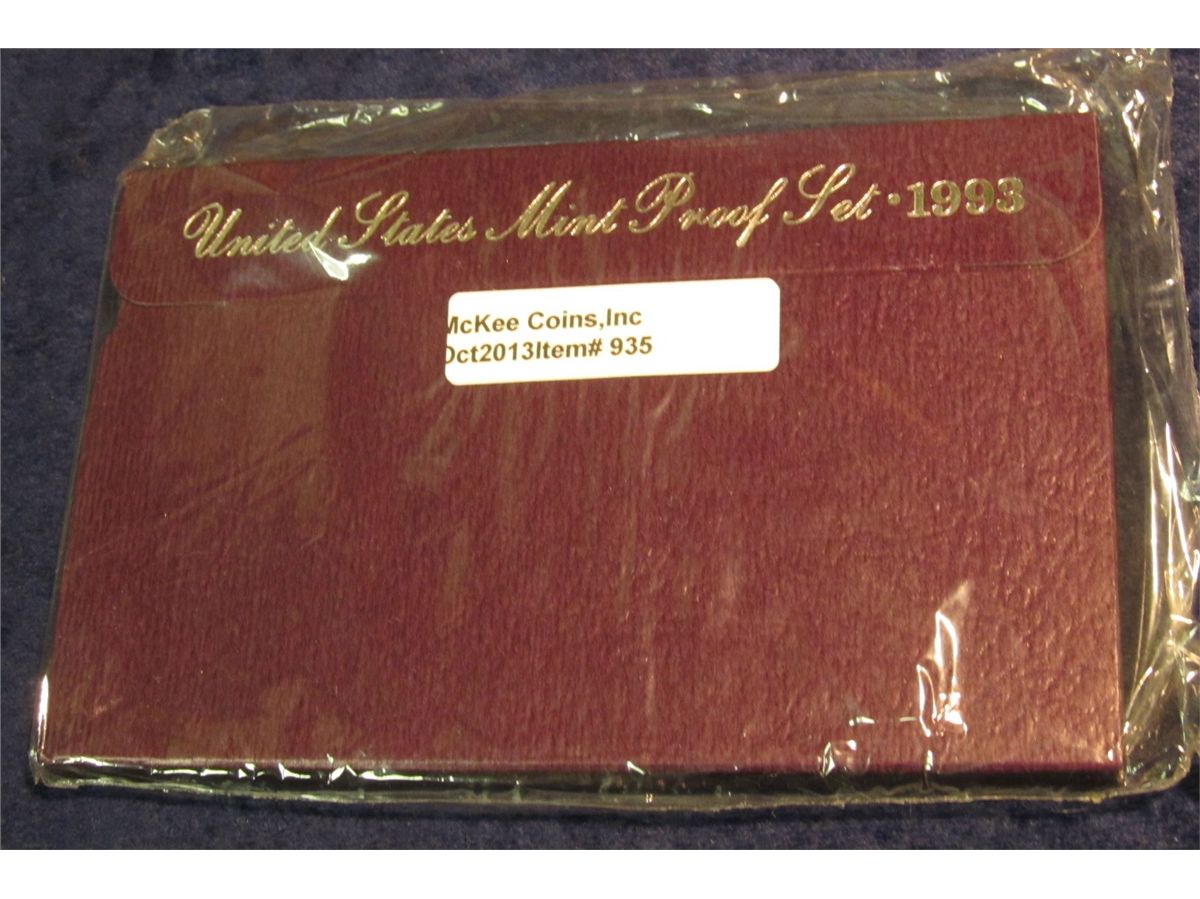 United States Mint Proof Set · 1993
McKee Coins,Inc
Oct2013Item# 935